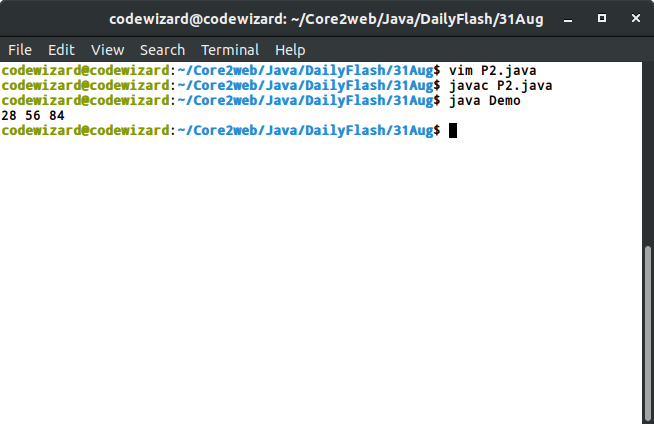 codewizard@codewizard: ~/Core2web/Java/DailyFlash/31Aug
File Edit View Search Terminal Help
codewizard@codewizard:~/Core2web/Java/DailyFlash/31Aug$ vim P2.java
codewizard@codewizard:~/Core2web/Java/DailyFlash/31Aug$ javac P2.java
codewizard@codewizard:~/Core2web/Java/DailyFlash/31Aug$ java Demo
28 56 84
codewizard@codewizard:~/Core2web/Java/DailyFlash/31Aug$